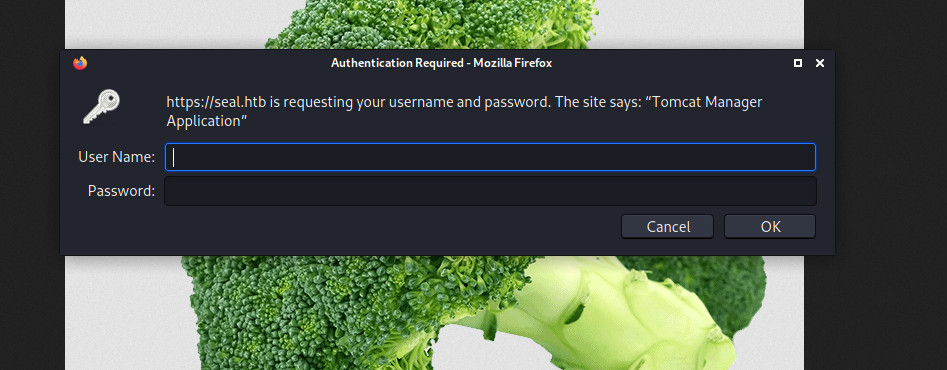 Authentication Required - Mozilla Firefox
https://seal.htb is requesting your username and password. The site says: “Tomcat Manager
Application”
User Name:
Password:
Cancel OK